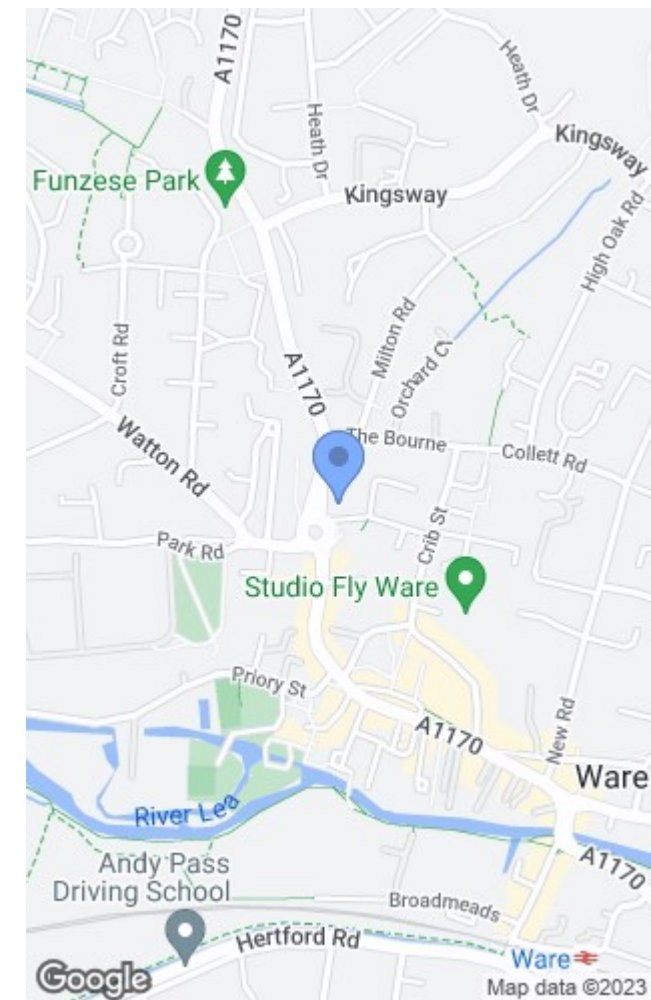 A1170
Heath Dr
Heath Dr
Kingsway
Funzese Park
Kingsway
High Oak Rd
Croft Rd
A1170
Milton Rd
Orchard Cl
The Bourne
Watton Rd
Collett Rd
Crib St
Park Rd
Studio Fly Ware
Priory St
A1170
New Rd
Ware
River Lea
A1170
Andy Pass
Driving School
Broadmeads
Hertford Rd
Ware
Google
Map data ©2023